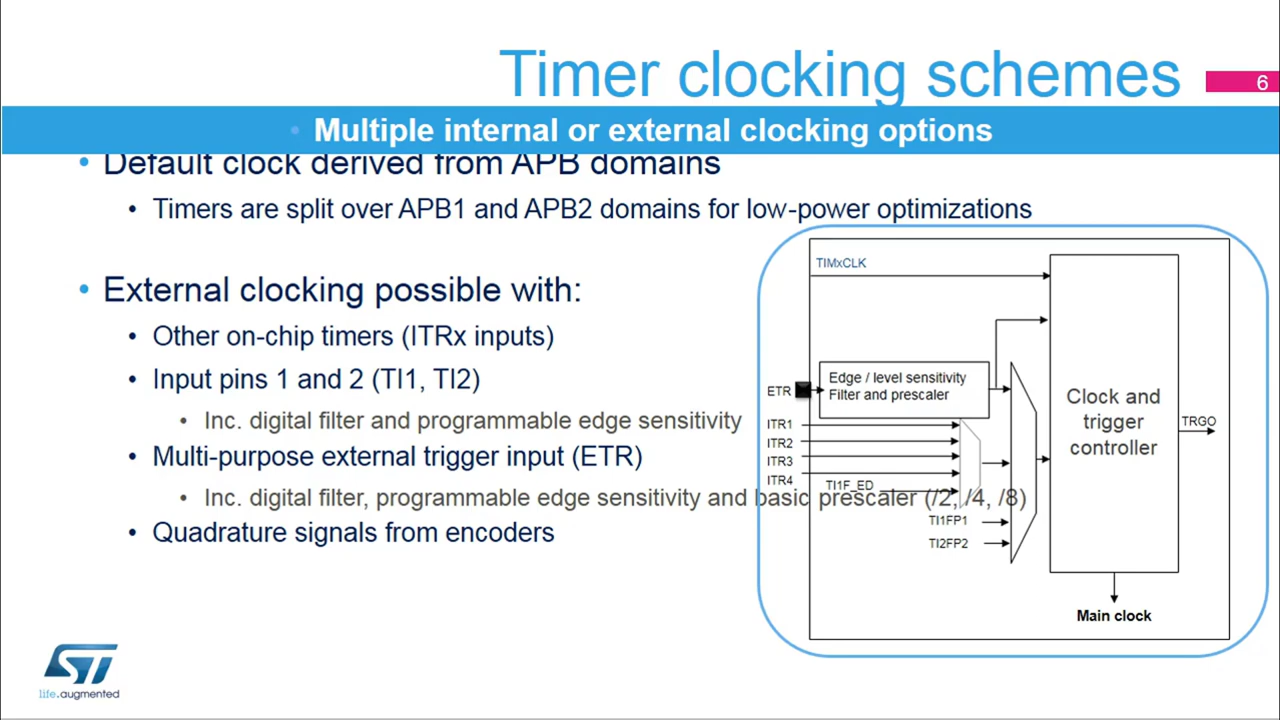 Timer clocking schemes
6
• Multiple internal or external clocking options
• Default clock derived from APB domains
• Timers are split over APB1 and APB2 domains for low-power optimizations
• External clocking possible with:
• Other on-chip timers (ITRx inputs)
• Input pins 1 and 2 (TI1, TI2)
• Inc. digital filter and programmable edge sensitivity
• Multi-purpose external trigger input (ETR)
• Inc. digital filter, programmable edge sensitivity and basic prescaler (/2, /4, /8)
• Quadrature signals from encoders
TIMxCLK
ETR
Edge / level sensitivity
Filter and prescaler
ITR1
ITR2
ITR3
ITR4
TI1F_ED
TI1FP1
TI2FP2
Clock and
trigger
controller
TRGO
Main clock
ST
life.augmented